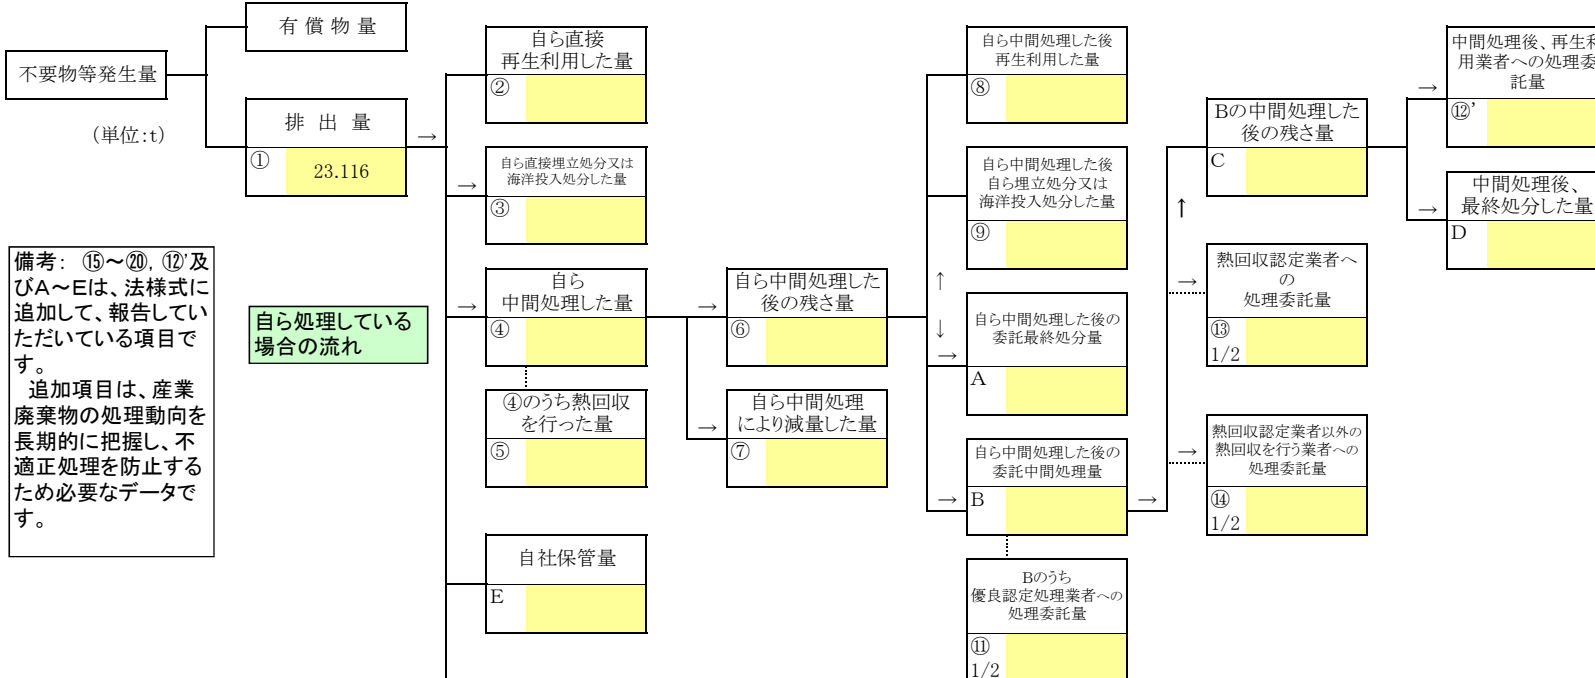 不要物等発生量
有 償 物 量
(単位:t)
排 出 量
①
23.116
→
備考: ⑮～⑳, ⑫'及
びA～Eは、法様式に
追加して、報告してい
ただいている項目で
す。
追加項目は、産業
廃棄物の処理動向を
長期的に把握し、不
適正処理を防止する
ため必要なデータで
す。
自ら処理している
場合の流れ
自ら直接
再生利用した量
②
→
自ら直接埋立処分又は
海洋投入処分した量
③
→
自ら
中間処理した量
④
④のうち熱回収
を行った量
⑤
自社保管量
E
→
自ら中間処理した
後の残さ量
⑥
→
自ら中間処理
により減量した量
⑦
自ら中間処理した後
再生利用した量
⑧
自ら中間処理した後
自ら埋立処分又は
海洋投入処分した量
⑨
↑
↓
→
自ら中間処理した後の
委託最終処分量
A
→
自ら中間処理した後の
委託中間処理量
B
→
Bのうち
優良認定処理業者への
処理委託量
⑪
1/2
↑
Bの中間処理した
後の残さ量
C
→
熱回収認定業者へ
の
処理委託量
⑬
1/2
→
熱回収認定業者以外の
熱回収を行う業者への
処理委託量
⑭
1/2
→
中間処理後、再生利
用業者への処理委
託量
⑫'
→
中間処理後、
最終処分した量
D